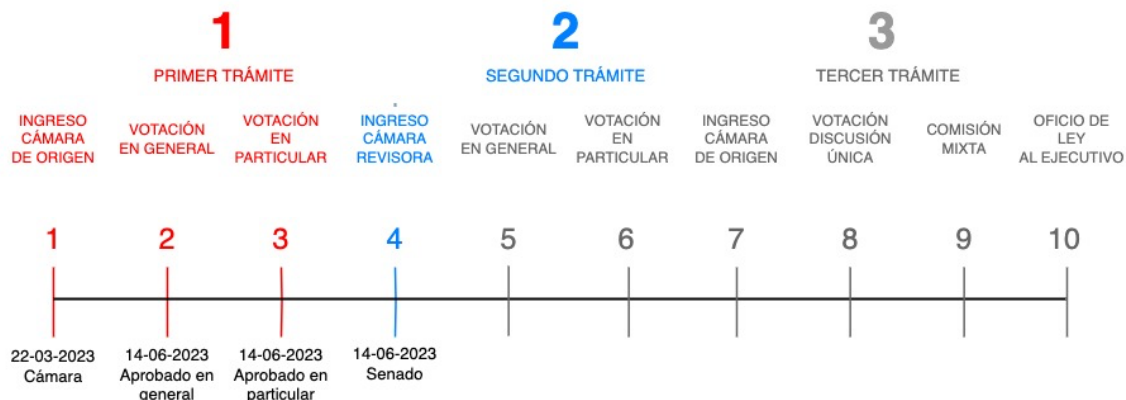 1
2
3
PRIMER TRÁMITE
SEGUNDO TRÁMITE
TERCER TRÁMITE
INGRESO
CÁMARA
DE ORIGEN
VOTACIÓN
EN GENERAL
VOTACIÓN
EN
PARTICULAR
INGRESO
CÁMARA
REVISORA
VOTACIÓN
EN GENERAL
VOTACIÓN
EN
PARTICULAR
INGRESO
CÁMARA
DE ORIGEN
VOTACIÓN
DISCUSIÓN
ÚNICA
COMISIÓN
MIXTA
OFICIO DE
LEY
AL EJECUTIVO
1
2
3
4
5
6
7
8
9
10
22-03-2023
Cámara
14-06-2023
Aprobado en
general
14-06-2023
Aprobado en
particular
14-06-2023
Senado